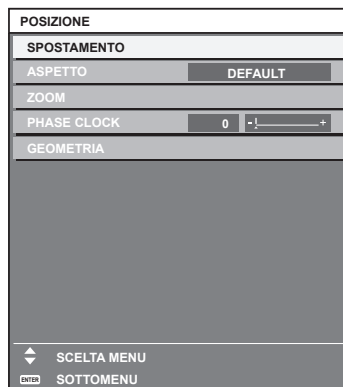 POSIZIONE
SPOSTAMENTO
ASPETTO DEFAULT
ZOOM
PHASE CLOCK 0 - +
GEOMETRIA
SCELTA MENU
ENTER SOTTOMENU